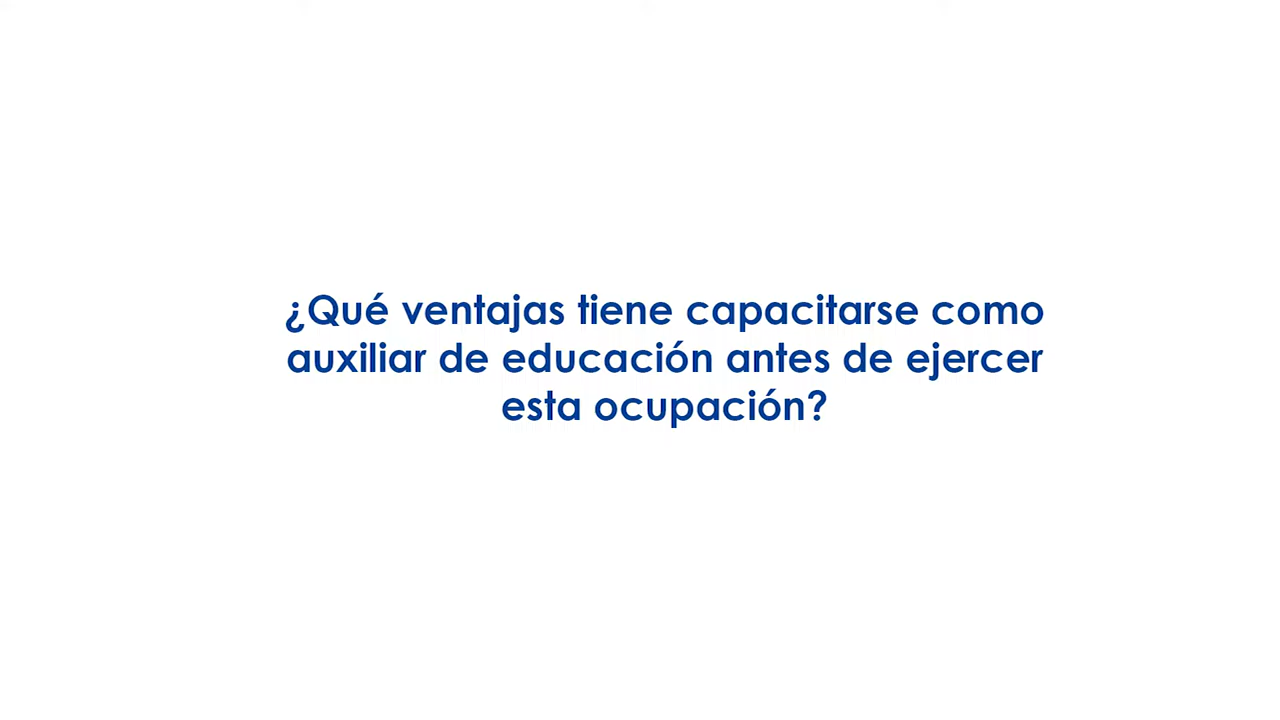 ¿Qué ventajas tiene capacitarse como
auxiliar de educación antes de ejercer
esta ocupación?